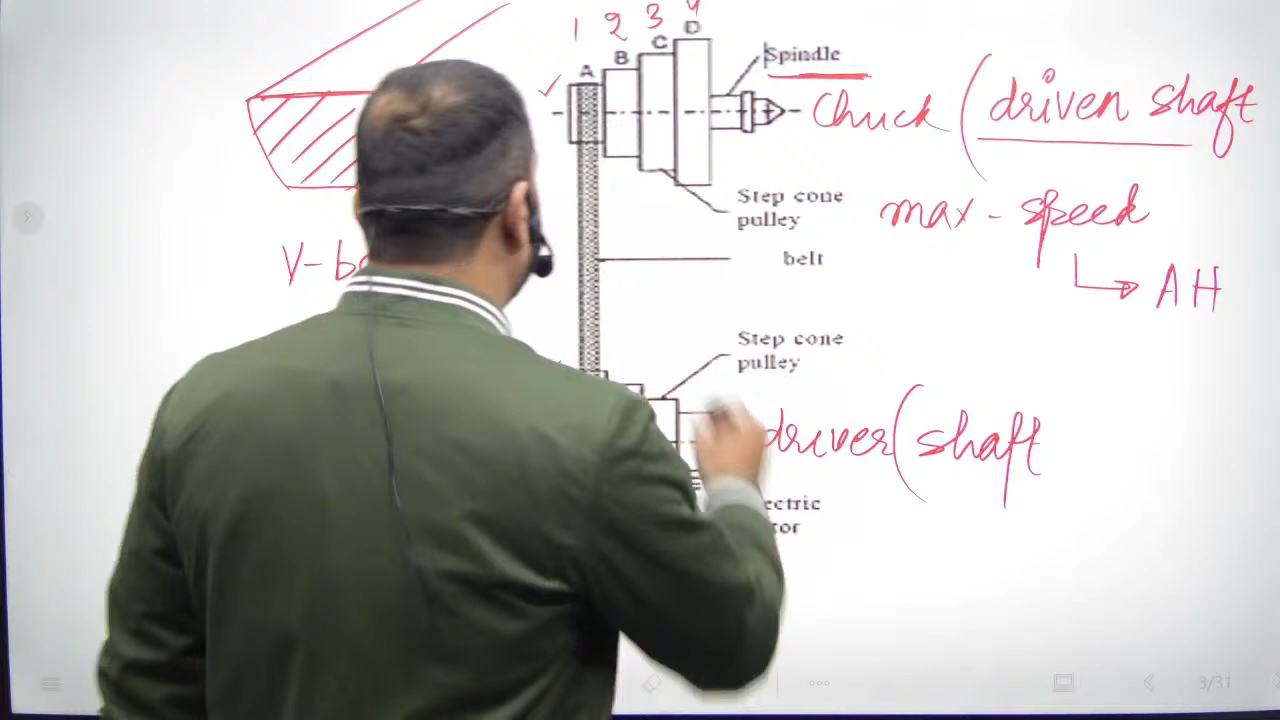 1 2 3 4
A B C D
Spindle
Chuck (driven shaft
Step cone
pulley
max - speed
belt
V-b
AH
Step cone
pulley
driver (shaft
ectric
tor
3/31